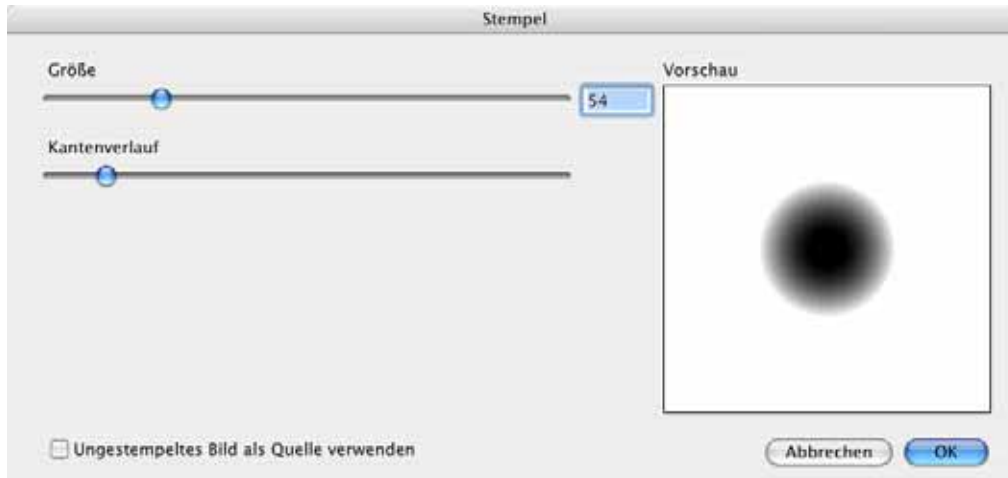 Stempel
Größe
54
Vorschau
Kantenverlauf
Ungestempeltes Bild als Quelle verwenden
Abbrechen
OK